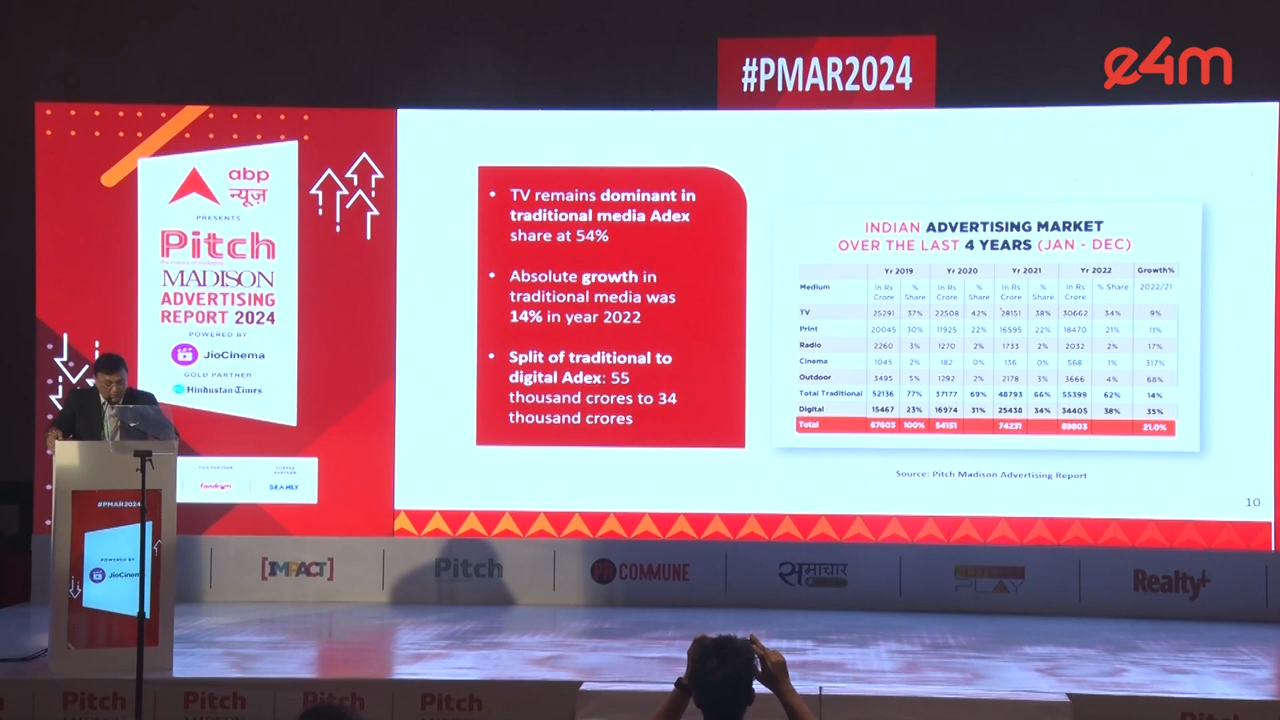 #PMAR2024
e4m
abp
न्यूज़
PRESENTS
Pitch
MADISON
ADVERTISING
REPORT 2024
POWERED BY
JioCinema
GOLD PARTNER
Hindustan Times
• TV remains dominant in
traditional media Adex
share at 54%
• Absolute growth in
traditional media was
14% in year 2022
• Split of traditional to
digital Adex: 55
thousand crores to 34
thousand crores
INDIAN ADVERTISING MARKET
OVER THE LAST 4 YEARS (JAN - DEC)
Yr 2019 Yr 2020 Yr 2021 Yr 2022 Growth%
Medium In Rs Crore % Share In Rs Crore % Share In Rs Crore % Share In Rs Crore % Share 2022/21
TV 25291 37% 22508 42% 28151 38% 30662 34% 9%
Print 20045 30% 11925 22% 16595 22% 18470 21% 11%
Radio 2260 3% 1270 2% 1733 2% 2032 2% 17%
Cinema 1045 2% 182 0% 136 0% 568 1% 317%
Outdoor 3495 5% 1292 2% 2178 3% 3666 4% 68%
Total Traditional 52136 77% 37177 69% 48793 66% 55399 62% 14%
Digital 15467 23% 16974 31% 25438 34% 34405 38% 35%
Total 67603 100% 54151 74231 89803 21.0%
Source: Pitch Madison Advertising Report
10
#PMAR2024
POWERED BY
JioCinema
[IMPACT]
Pitch
PR COMMUNE
समाचार
PLAY
Realty+
Pitch
Pitch
Pitch
Pitch